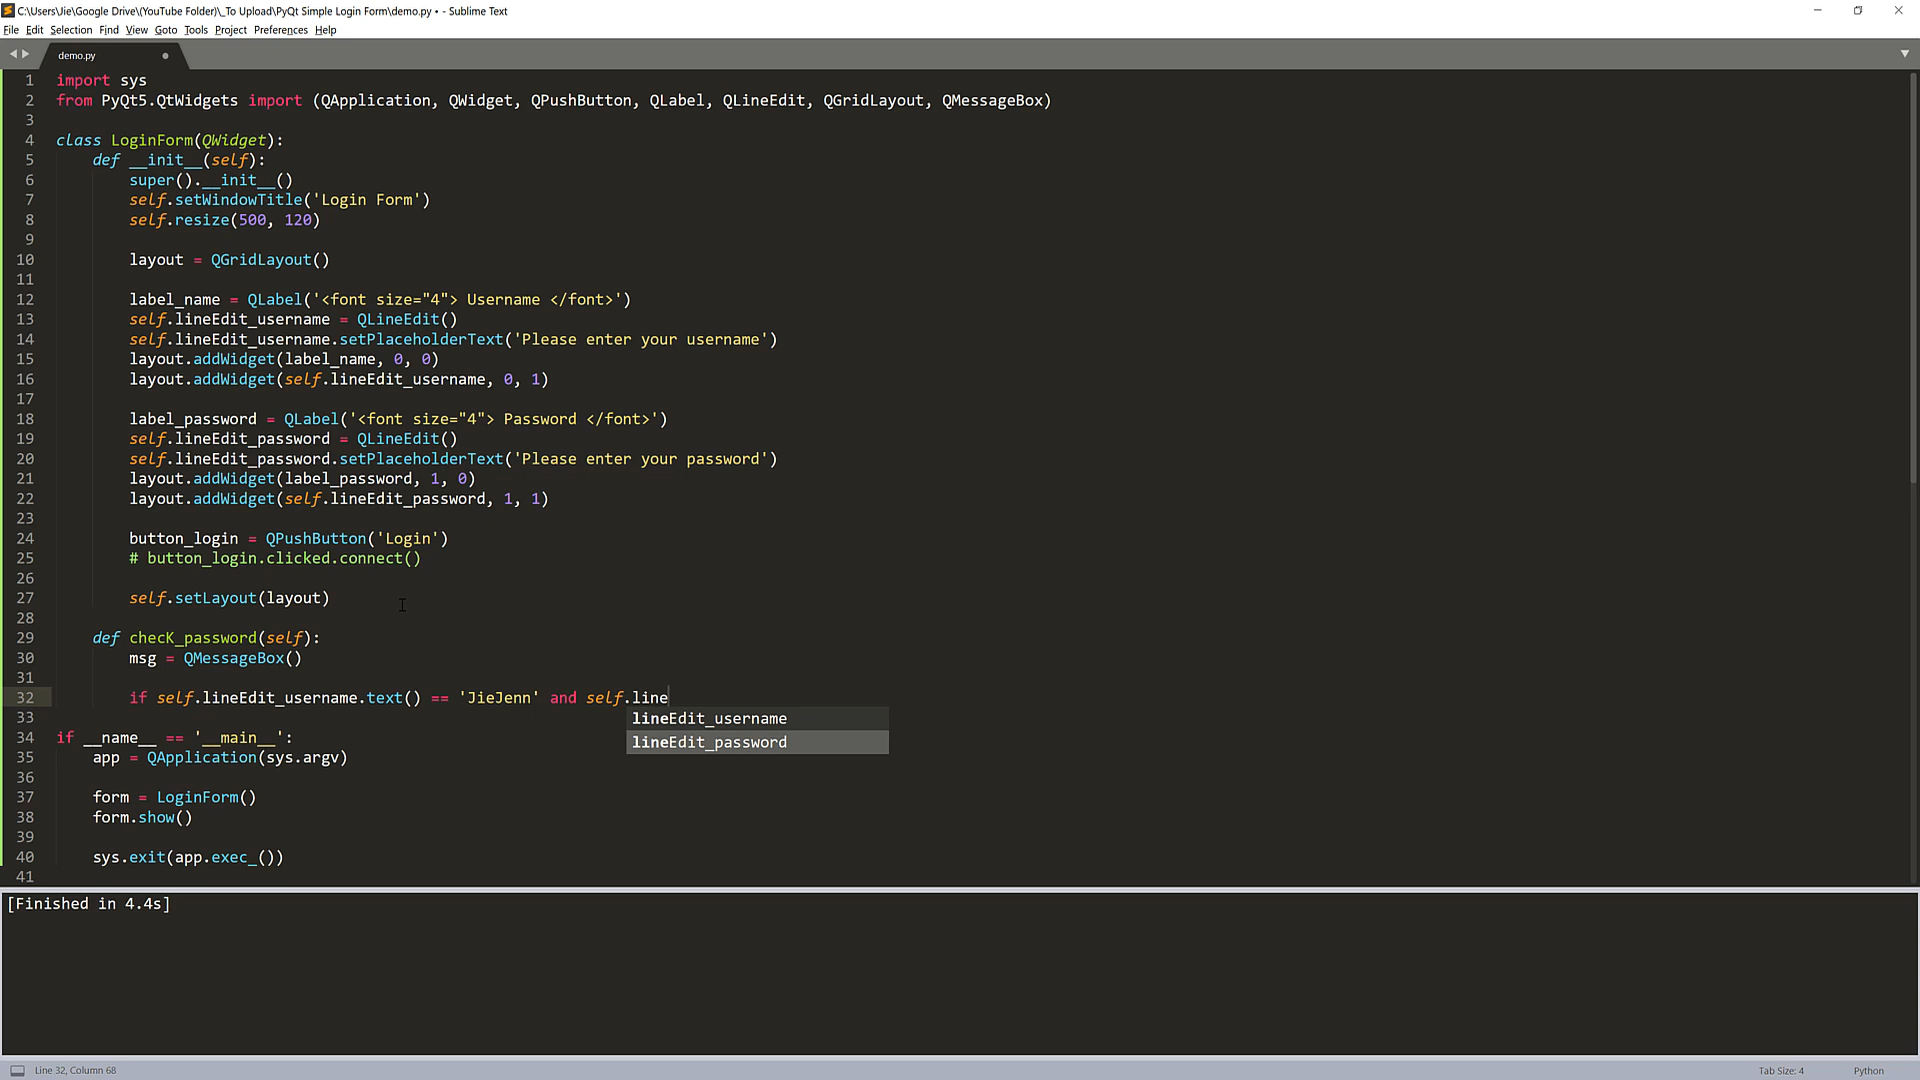 C:\Users\Jie\Google Drive\(YouTube Folder)\_To Upload\PyQt Simple Login Form\demo.py • - Sublime Text
File Edit Selection Find View Goto Tools Project Preferences Help
demo.py
1 import sys
2 from PyQt5.QtWidgets import (QApplication, QWidget, QPushButton, QLabel, QLineEdit, QGridLayout, QMessageBox)
3
4 class LoginForm(QWidget):
5     def __init__(self):
6         super().__init__()
7         self.setWindowTitle('Login Form')
8         self.resize(500, 120)
9
10         layout = QGridLayout()
11
12         label_name = QLabel('<font size="4"> Username </font>')
13         self.lineEdit_username = QLineEdit()
14         self.lineEdit_username.setPlaceholderText('Please enter your username')
15         layout.addWidget(label_name, 0, 0)
16         layout.addWidget(self.lineEdit_username, 0, 1)
17
18         label_password = QLabel('<font size="4"> Password </font>')
19         self.lineEdit_password = QLineEdit()
20         self.lineEdit_password.setPlaceholderText('Please enter your password')
21         layout.addWidget(label_password, 1, 0)
22         layout.addWidget(self.lineEdit_password, 1, 1)
23
24         button_login = QPushButton('Login')
25         # button_login.clicked.connect()
26
27         self.setLayout(layout)
28
29     def checK_password(self):
30         msg = QMessageBox()
31
32         if self.lineEdit_username.text() == 'JieJenn' and self.line
lineEdit_username
33
34 if __name__ == '__main__':
lineEdit_password
35     app = QApplication(sys.argv)
36
37     form = LoginForm()
38     form.show()
39
40     sys.exit(app.exec_())
41
[Finished in 4.4s]
Line 32, Column 68 Tab Size: 4 Python